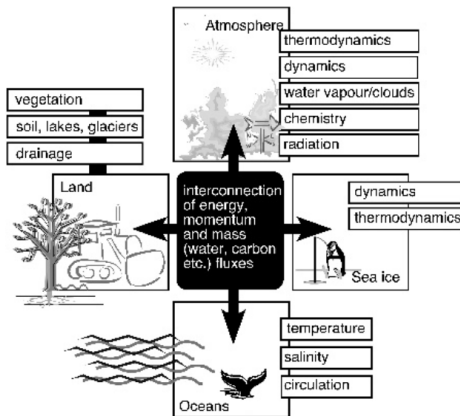 Atmosphere
thermodynamics
dynamics
water vapour/clouds
chemistry
radiation
vegetation
soil, lakes, glaciers
drainage
Land
interconnection
of energy,
momentum
and mass
(water, carbon
etc.) fluxes
dynamics
thermodynamics
Sea ice
temperature
salinity
circulation
Oceans